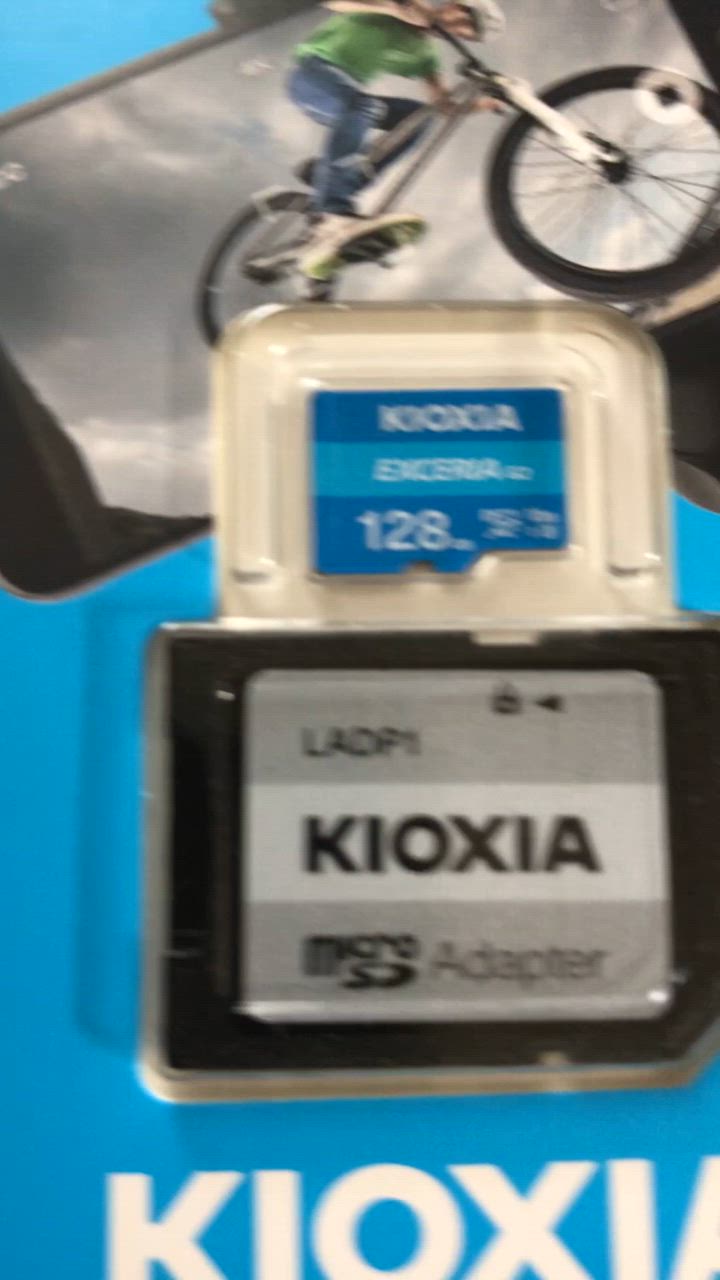 KIOXIA
EXCERIA
128
LADP1
KIOXIA
micro
SD Adapter
KIOXIA